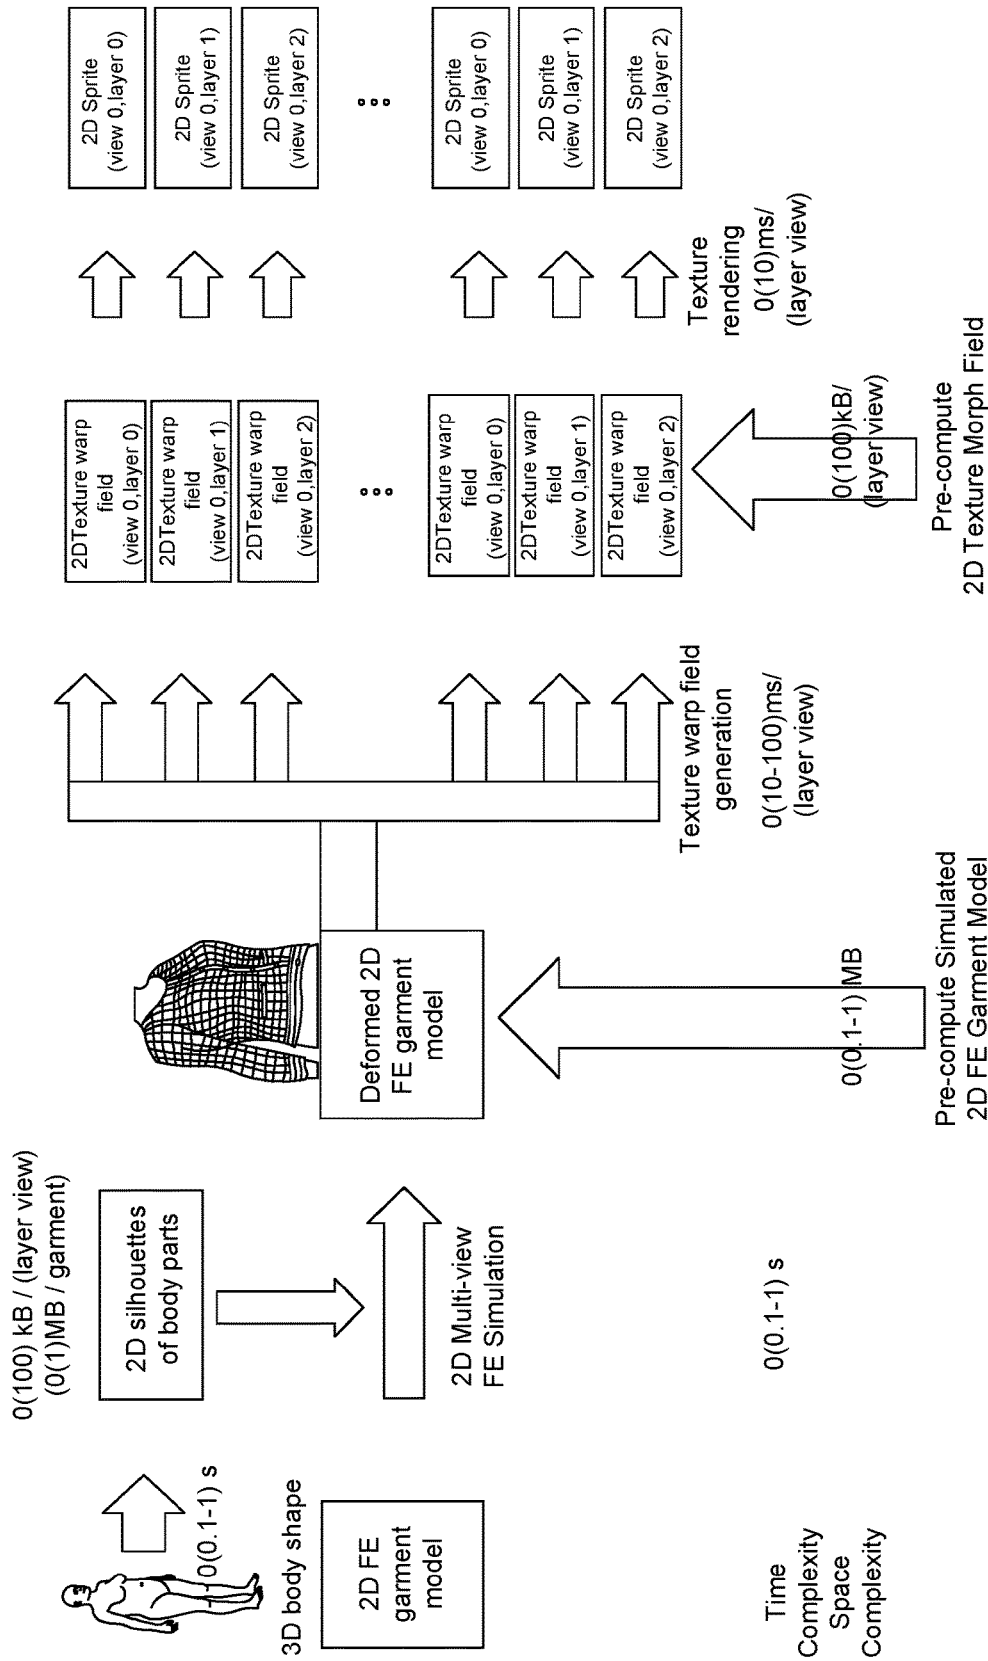 3D body shape
0(0.1-1) s
2D FE
garment
model
Time
Complexity
Space
Complexity
0(100) kB / (layer view)
(0(1)MB / garment)
2D silhouettes
of body parts
2D Multi-view
FE Simulation
0(0.1-1) s
Deformed 2D
FE garment
model
0(0.1-1) MB
Pre-compute Simulated
2D FE Garment Model
Texture warp field
generation
0(10-100)ms/
(layer view)
2DTexture warp
field
(view 0,layer 0)
2DTexture warp
field
(view 0,layer 1)
2DTexture warp
field
(view 0,layer 2)
2DTexture warp
field
(view 0,layer 0)
2DTexture warp
field
(view 0,layer 1)
2DTexture warp
field
(view 0,layer 2)
0(100)kB/
(layer view)
Pre-compute
2D Texture Morph Field
Texture
rendering
0(10)ms/
(layer view)
2D Sprite
(view 0,layer 0)
2D Sprite
(view 0,layer 1)
2D Sprite
(view 0,layer 2)
2D Sprite
(view 0,layer 0)
2D Sprite
(view 0,layer 1)
2D Sprite
(view 0,layer 2)